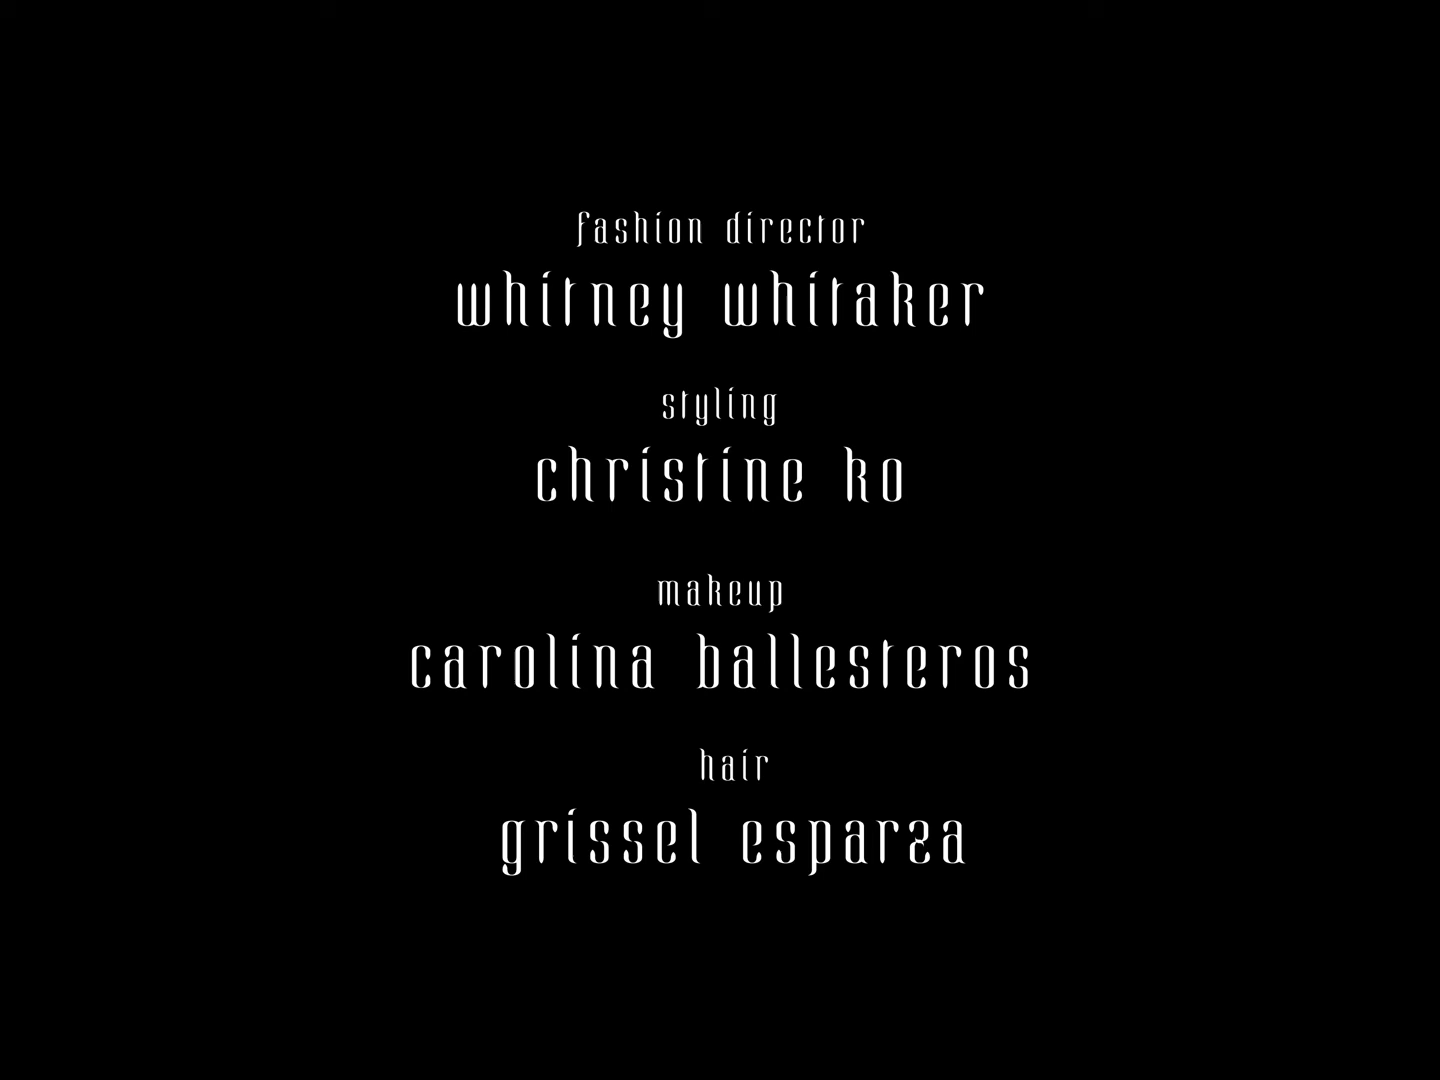 fashion director
whitney whitaker
styling
christine ko
makeup
carolina ballesteros
hair
grissel esparza